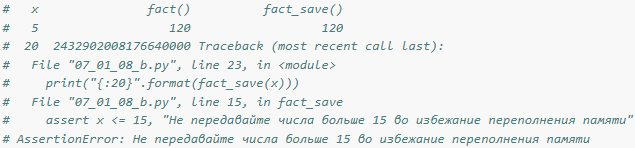 #   x                fact()          fact_save()
#   5                   120                  120
#  20  2432902008176640000 Traceback (most recent call last):
#   File "07_01_08_b.py", line 23, in <module>
#     print("{:20}".format(fact_save(x)))
#   File "07_01_08_b.py", line 15, in fact_save
#     assert x <= 15, "Не передавайте числа больше 15 во избежание переполнения памяти"
# AssertionError: Не передавайте числа больше 15 во избежание переполнения памяти